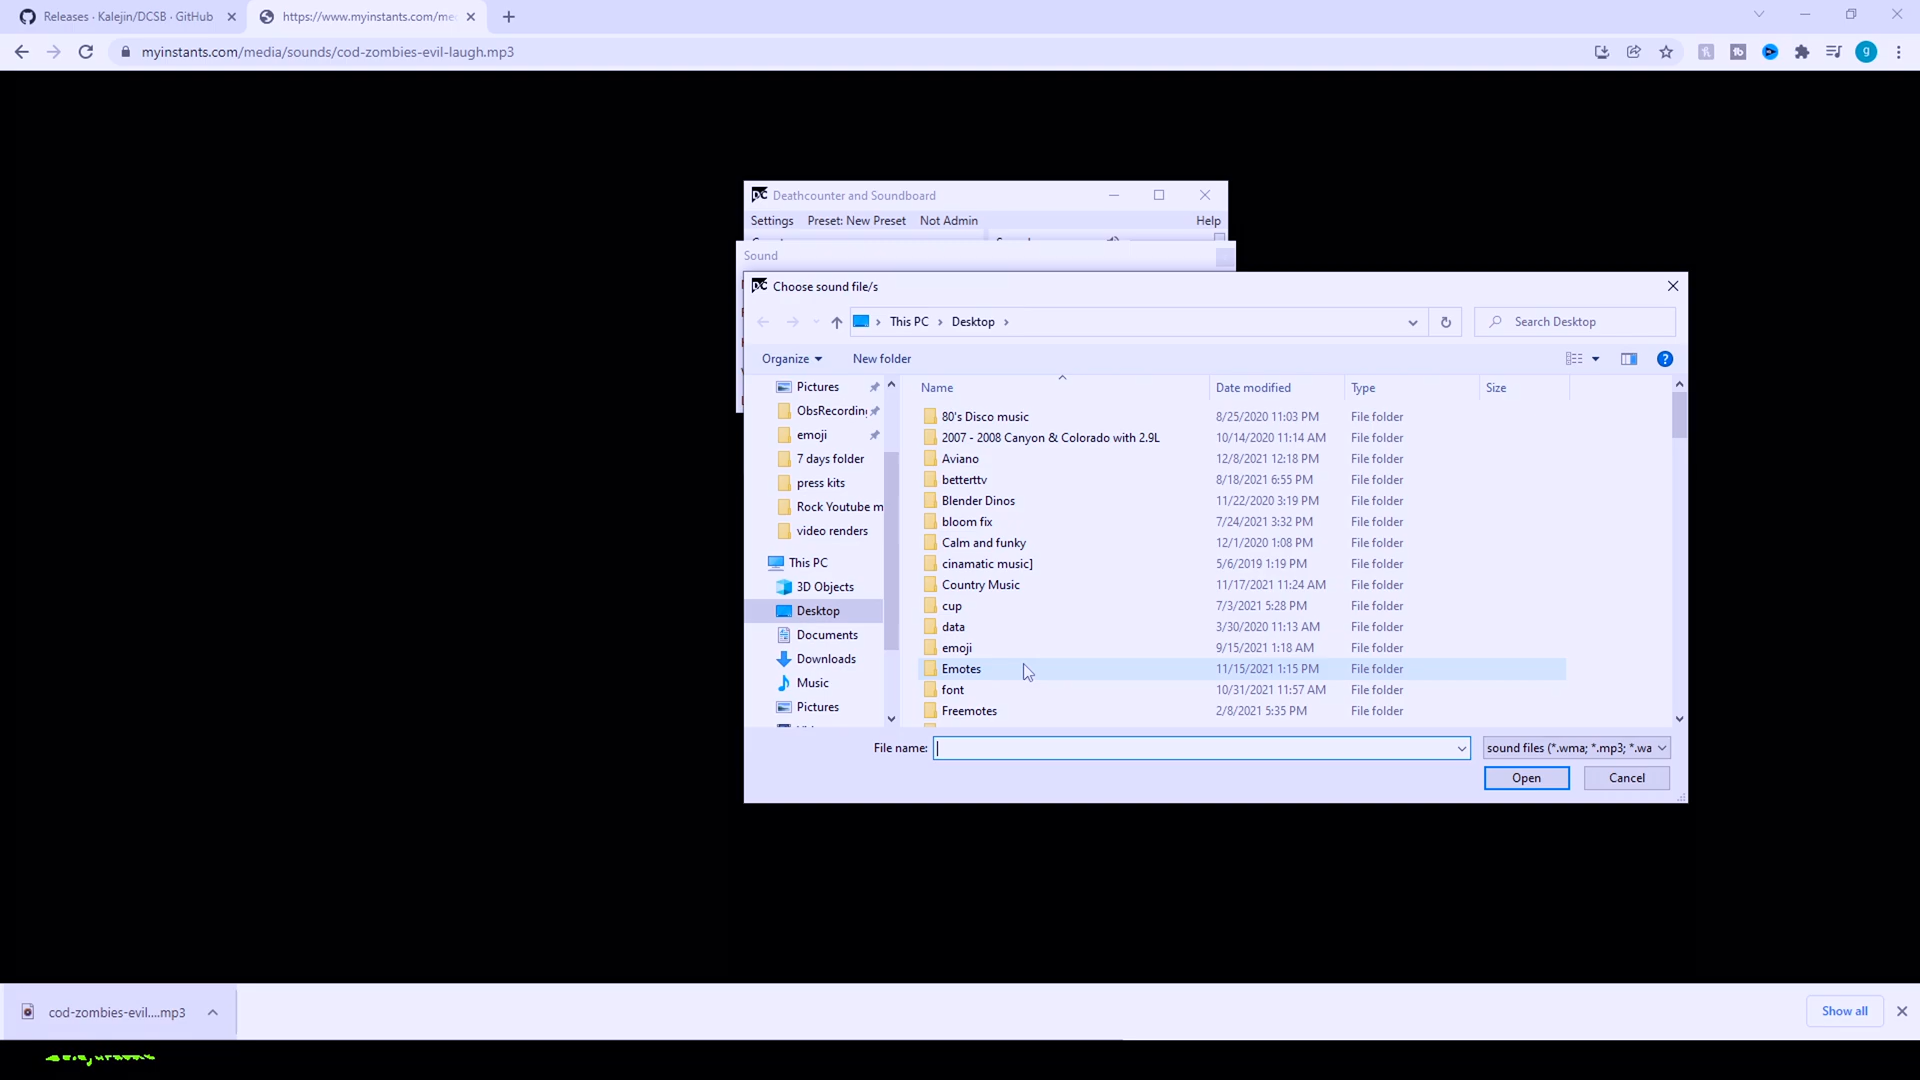 Releases · Kalejin/DCSB · GitHub
https://www.myinstants.com/me
myinstants.com/media/sounds/cod-zombies-evil-laugh.mp3
g
DC Deathcounter and Soundboard
Settings Preset: New Preset Not Admin Help
Sound
DC Choose sound file/s
This PC > Desktop >
Search Desktop
Organize New folder
Name Date modified Type Size
Pictures
ObsRecording
emoji
7 days folder
press kits
Rock Youtube m
video renders
This PC
3D Objects
Desktop
Documents
Downloads
Music
Pictures
80's Disco music 8/25/2020 11:03 PM File folder
2007 - 2008 Canyon & Colorado with 2.9L 10/14/2020 11:14 AM File folder
Aviano 12/8/2021 12:18 PM File folder
betterttv 8/18/2021 6:55 PM File folder
Blender Dinos 11/22/2020 3:19 PM File folder
bloom fix 7/24/2021 3:32 PM File folder
Calm and funky 12/1/2020 1:08 PM File folder
cinamatic music] 5/6/2019 1:19 PM File folder
Country Music 11/17/2021 11:24 AM File folder
cup 7/3/2021 5:28 PM File folder
data 3/30/2020 11:13 AM File folder
emoji 9/15/2021 1:18 AM File folder
Emotes 11/15/2021 1:15 PM File folder
font 10/31/2021 11:57 AM File folder
Freemotes 2/8/2021 5:35 PM File folder
File name:
sound files (*.wma; *.mp3; *.wa
Open Cancel
cod-zombies-evil....mp3
Show all